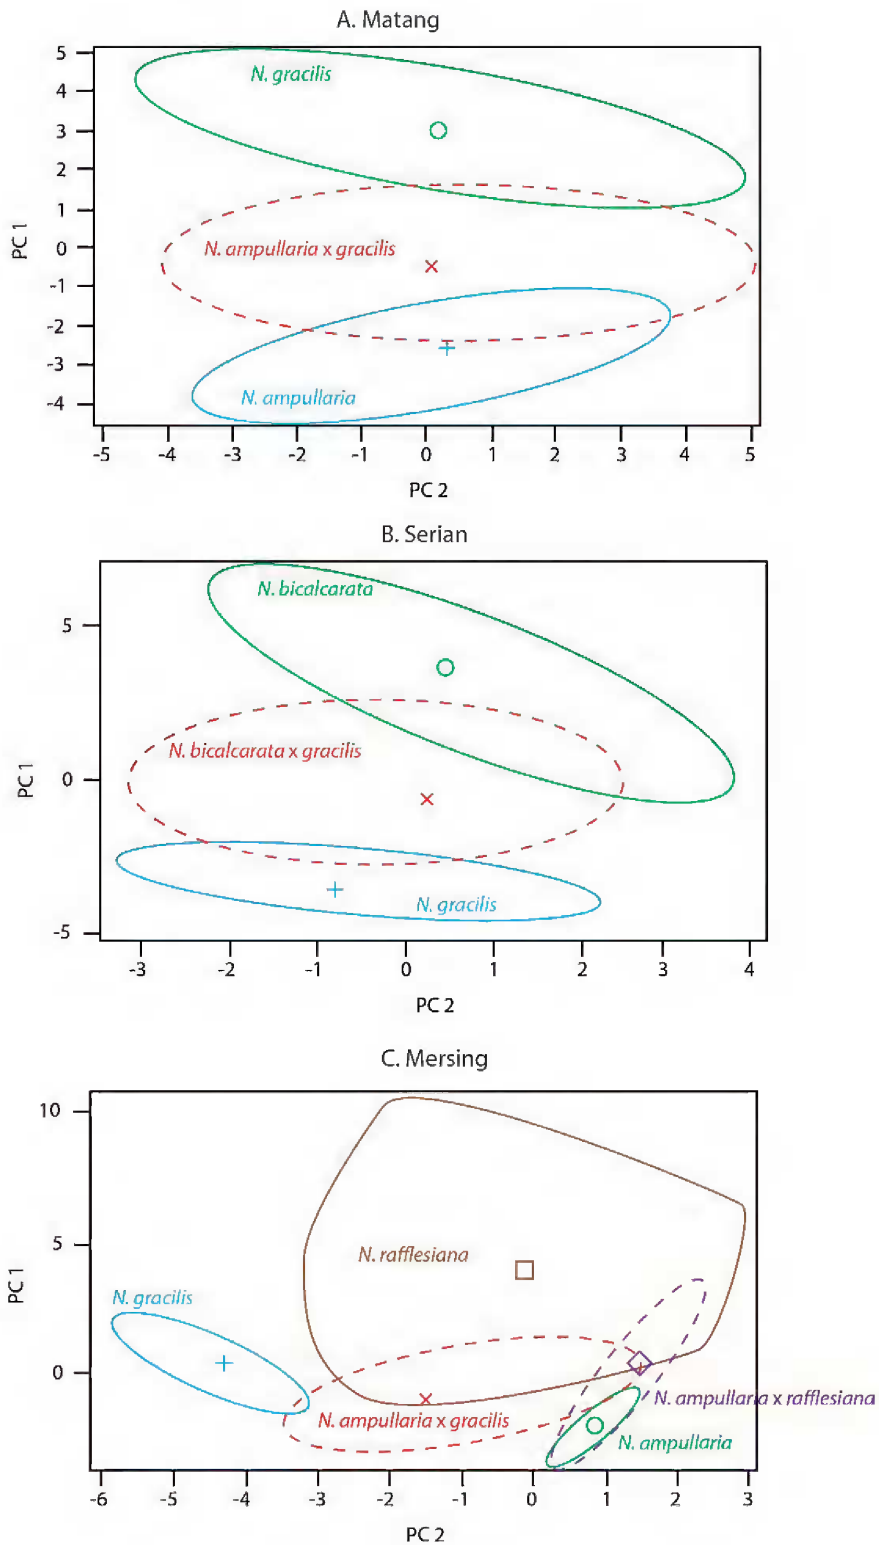 A. Matang
5
N. gracilis
4
3
2
1
PC 1
0
N. ampullaria x gracilis
-1
-2
-3
N. ampullaria
-4
-5 -4 -3 -2 -1 0 1 2 3 4 5
PC 2
B. Serian
N. bicalcarata
5
N. bicalcarata x gracilis
PC 1
0
N. gracilis
-5
-3 -2 -1 0 1 2 3 4
PC 2
C. Mersing
10
5
N. rafflesiana
PC 1
N. gracilis
0
N. ampullaria x rafflesiana
N. ampullaria x gracilis
N. ampullaria
-6 -5 -4 -3 -2 -1 0 1 2 3
PC 2